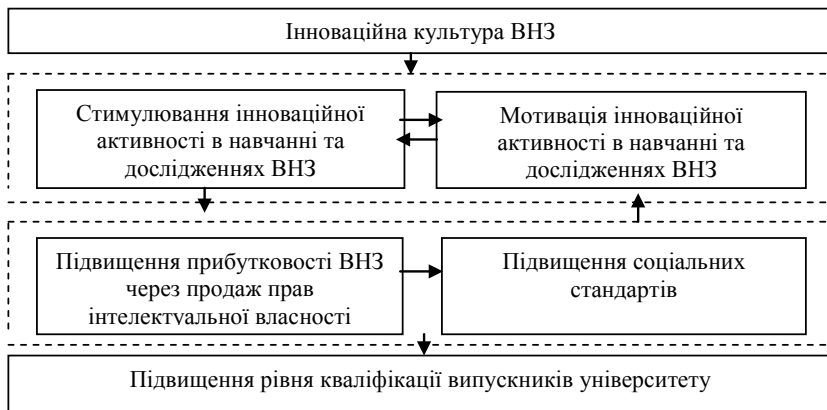 Інноваційна культура ВНЗ
Стимулювання інноваційної
активності в навчанні та
дослідженнях ВНЗ
Мотивація інноваційної
активності в навчанні та
дослідженнях ВНЗ
Підвищення прибутковості ВНЗ
через продаж прав
інтелектуальної власності
Підвищення соціальних
стандартів
Підвищення рівня кваліфікації випускників університету